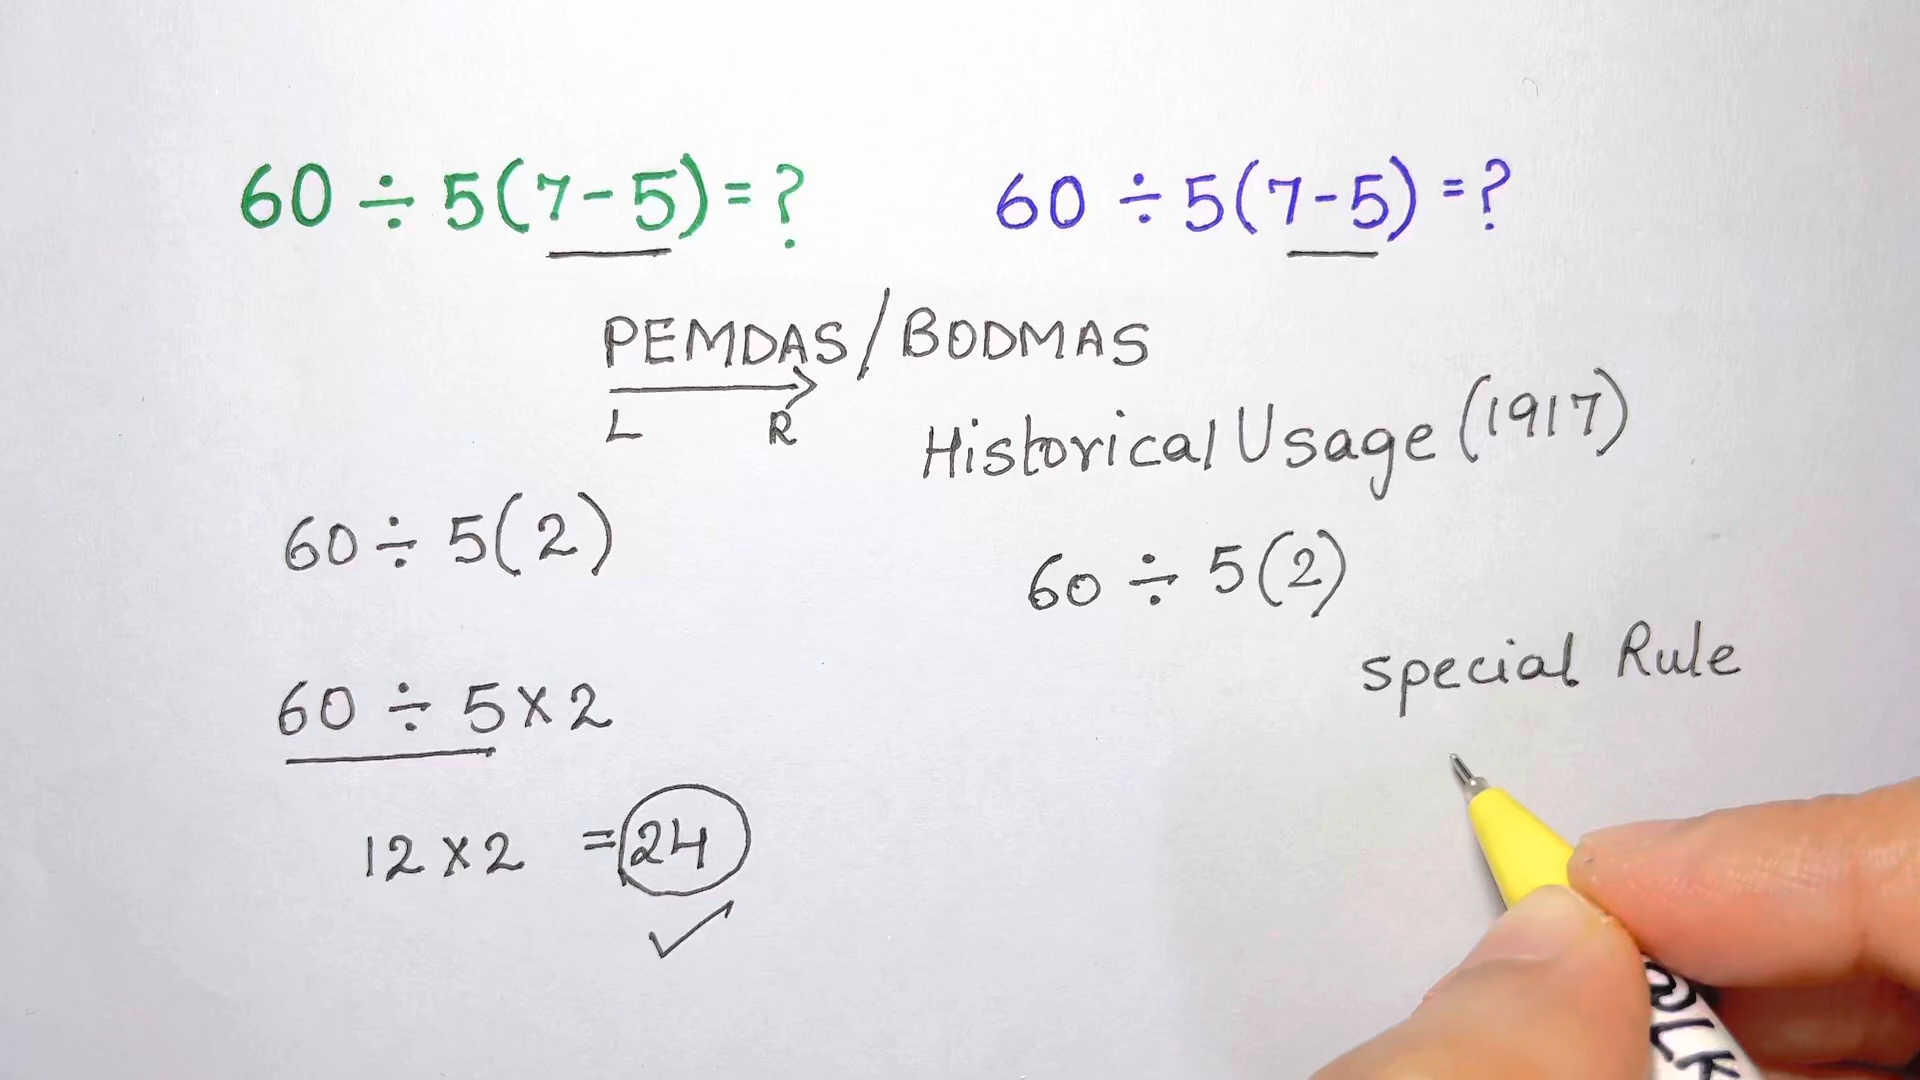 60 ÷ 5(7-5)=?
60 ÷ 5(7-5) =?
PEMDAS/BODMAS
L R
Historical Usage (1917)
60 ÷ 5(2)
60 ÷ 5(2)
special Rule
60 ÷ 5×2
12×2 =24
@LK